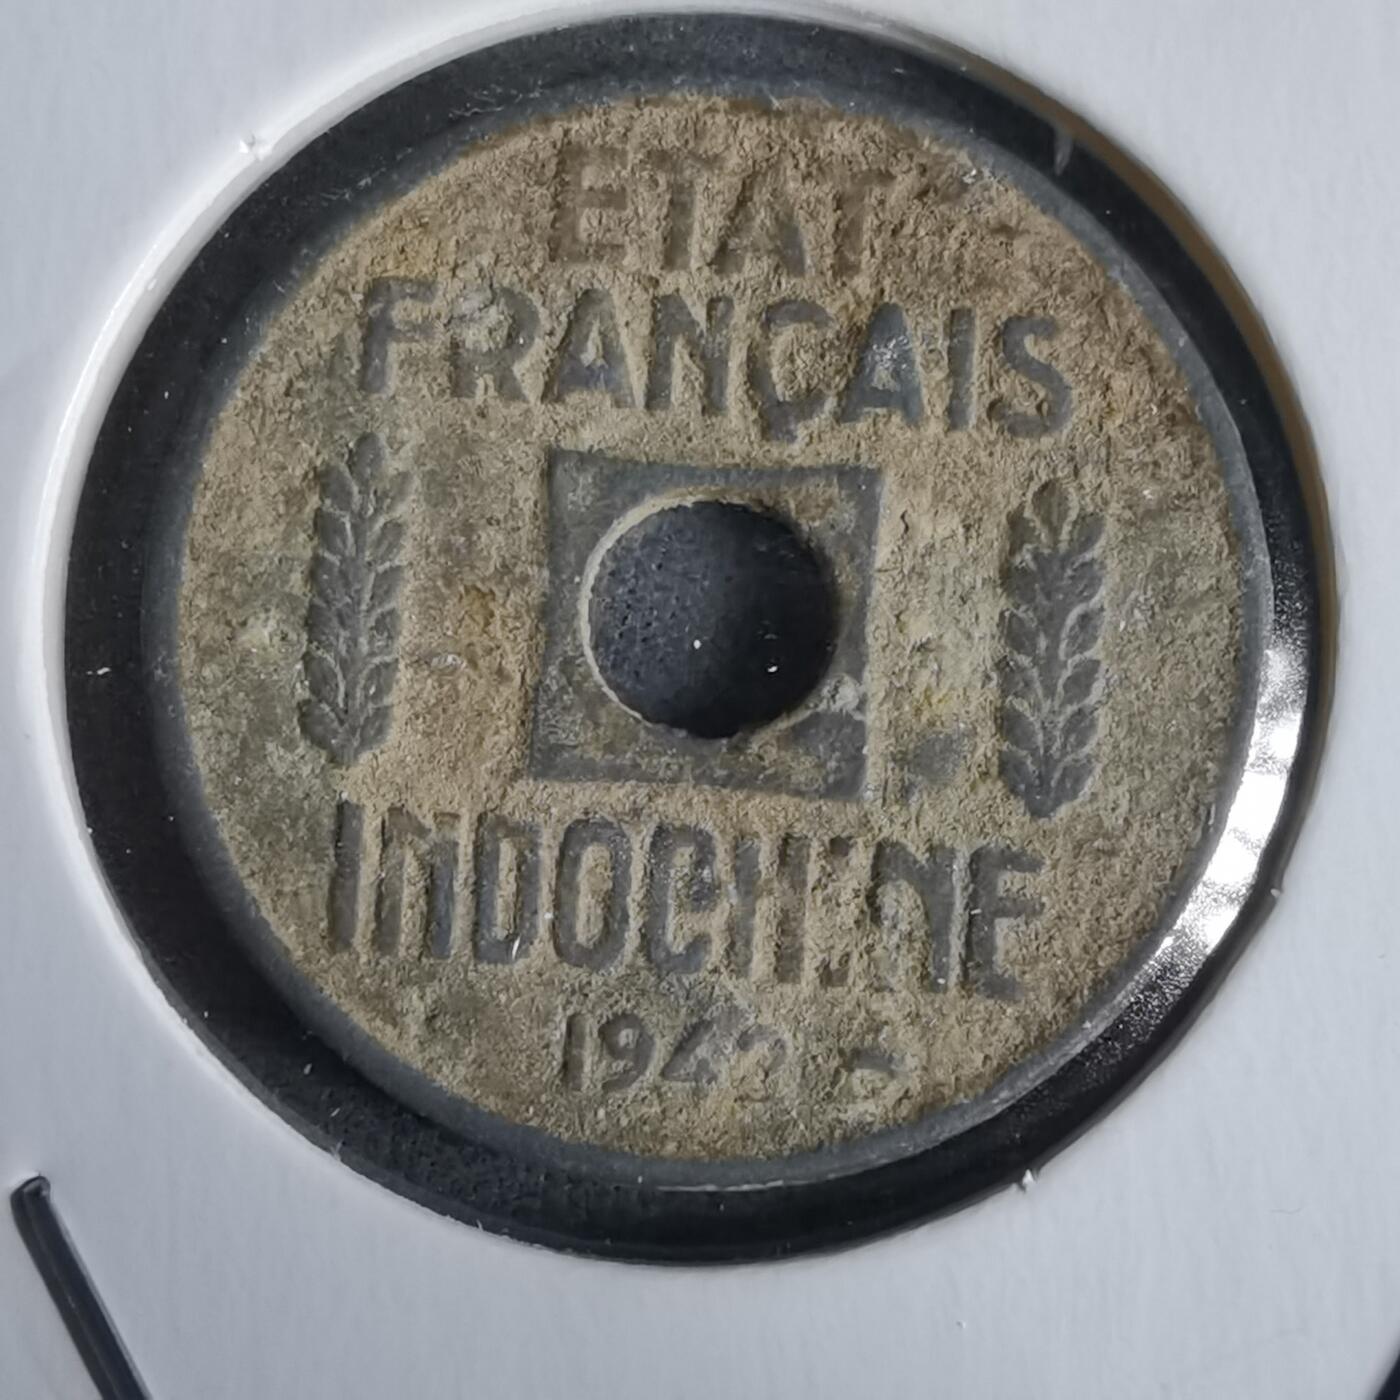 ETAT
FRANÇAIS
INDOCHINE
1942